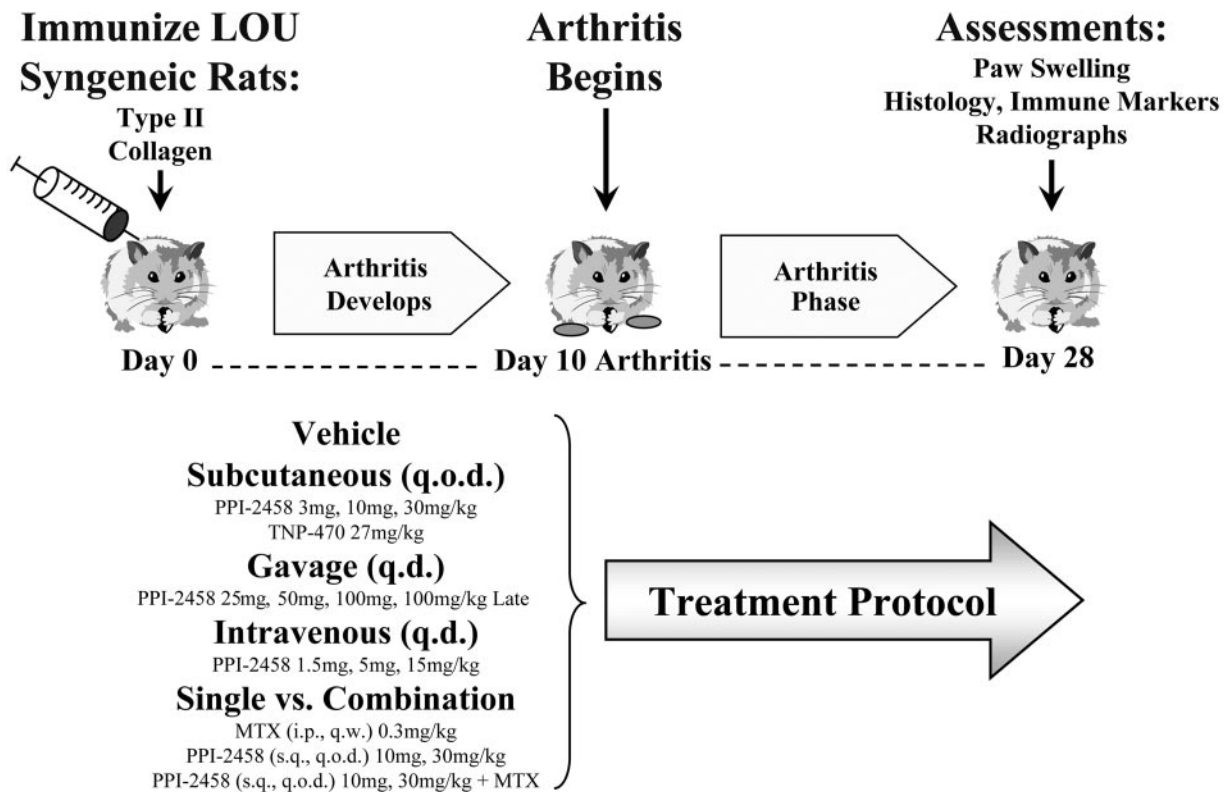 Immunize LOU
Syngeneic Rats:
Type II
Collagen
Arthritis
Begins
Assessments:
Paw Swelling
Histology, Immune Markers
Radiographs
Arthritis
Develops
Arthritis
Phase
Day 0
Day 10 Arthritis
Day 28
Vehicle
Subcutaneous (q.o.d.)
PPI-2458 3mg, 10mg, 30mg/kg
TNP-470 27mg/kg
Gavage (q.d.)
PPI-2458 25mg, 50mg, 100mg, 100mg/kg Late
Intravenous (q.d.)
PPI-2458 1.5mg, 5mg, 15mg/kg
Single vs. Combination
MTX (i.p., q.w.) 0.3mg/kg
PPI-2458 (s.q., q.o.d.) 10mg, 30mg/kg
PPI-2458 (s.q., q.o.d.) 10mg, 30mg/kg + MTX
Treatment Protocol